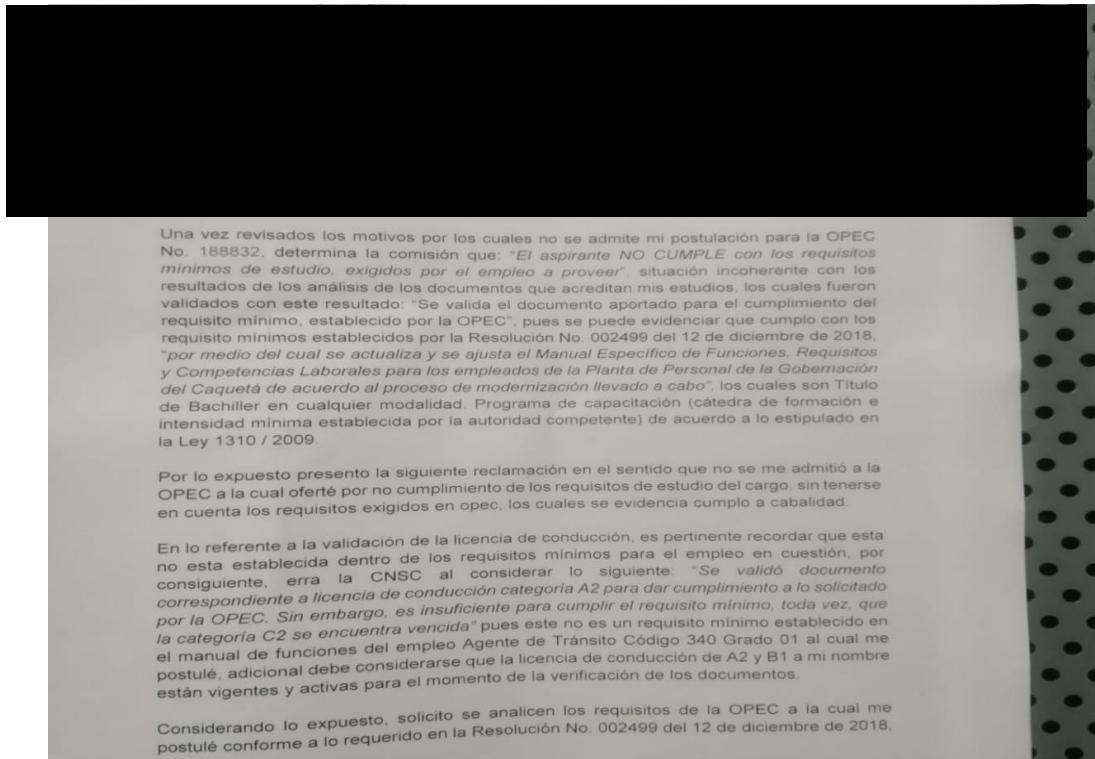 Una vez revisados los motivos por los cuales no se admite mi postulación para la OPEC
No. 188832, determina la comisión que: "El aspirante NO CUMPLE con los requisitos
mínimos de estudio, exigidos por el empleo a proveer", situación incoherente con los
resultados de los análisis de los documentos que acreditan mis estudios, los cuales fueron
validados con este resultado: "Se valida el documento aportado para el cumplimiento del
requisito mínimo, establecido por la OPEC", pues se puede evidenciar que cumplo con los
requisito mínimos establecidos por la Resolución No. 002499 del 12 de diciembre de 2018,
"por medio del cual se actualiza y se ajusta el Manual Específico de Funciones, Requisitos
y Competencias Laborales para los empleados de la Planta de Personal de la Gobernación
del Caquetá de acuerdo al proceso de modernización llevado a cabo", los cuales son Titulo
de Bachiller en cualquier modalidad. Programa de capacitación (cátedra de formación e
intensidad mínima establecida por la autoridad competente) de acuerdo a lo estipulado en
la Ley 1310 / 2009.
Por lo expuesto presento la siguiente reclamación en el sentido que no se me admitió a la
OPEC a la cual oferté por no cumplimiento de los requisitos de estudio del cargo, sin tenerse
en cuenta los requisitos exigidos en opec, los cuales se evidencia cumplo a cabalidad.
En lo referente a la validación de la licencia de conducción, es pertinente recordar que esta
no esta establecida dentro de los requisitos mínimos para el empleo en cuestión, por
consiguiente, erra la CNSC al considerar lo siguiente: "Se validó documento
correspondiente a licencia de conducción categoría A2 para dar cumplimiento a lo solicitado
por la OPEC. Sin embargo, es insuficiente para cumplir el requisito mínimo, toda vez, que
la categoría C2 se encuentra vencida" pues este no es un requisito mínimo establecido en
el manual de funciones del empleo Agente de Tránsito Código 340 Grado 01 al cual me
postulé, adicional debe considerarse que la licencia de conducción de A2 y B1 a mi nombre
están vigentes y activas para el momento de la verificación de los documentos.
Considerando lo expuesto, solicito se analicen los requisitos de la OPEC a la cual me
postulé conforme a lo requerido en la Resolución No. 002499 del 12 de diciembre de 2018,